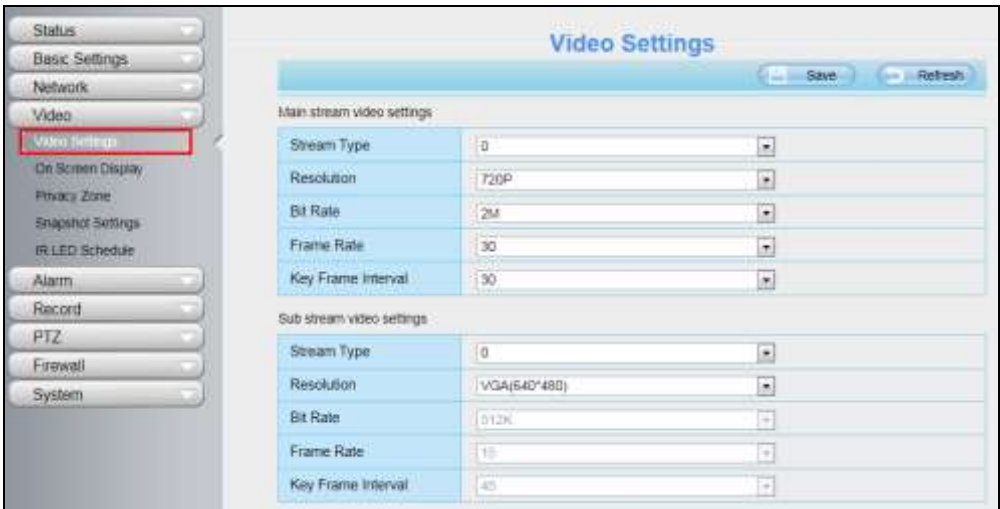 Status
Basic Settings
Network
Video
Video Settings
On Screen Display
Privacy Zone
Snapshot Settings
IR LED Schedule
Alarm
Record
PTZ
Firewall
System
Video Settings
Save Refresh
Main stream video settings
Stream Type 0
Resolution 720P
Bit Rate 2M
Frame Rate 30
Key Frame Interval 30
Sub stream video settings
Stream Type 0
Resolution VGA(640*480)
Bit Rate 512K
Frame Rate 15
Key Frame Interval 45